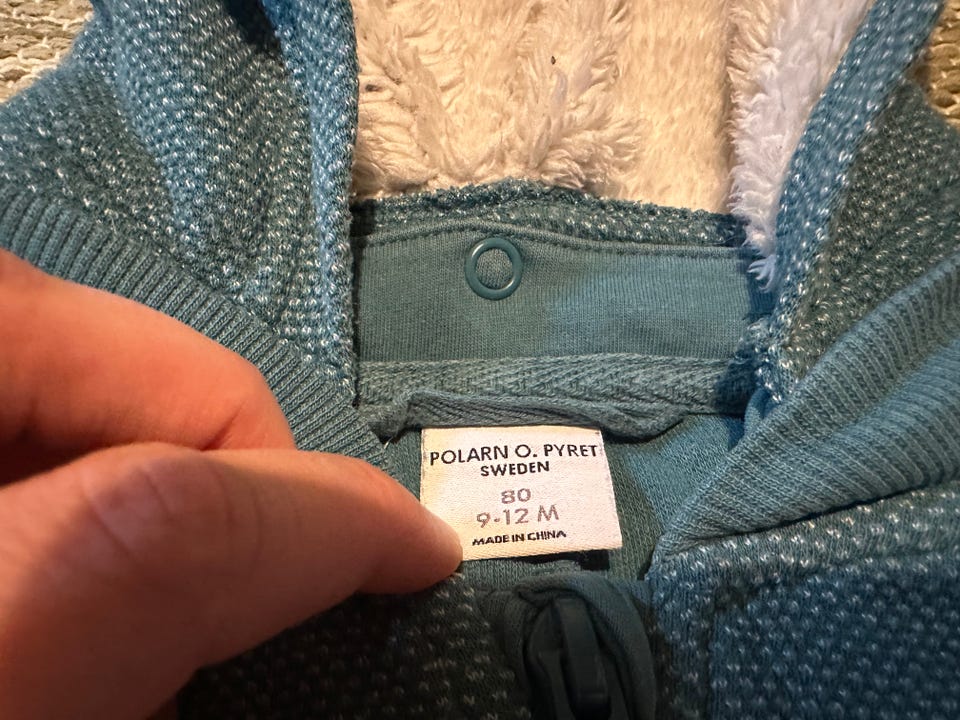 POLARN O. PYRET
SWEDEN
80
9-12 M
MADE IN CHINA